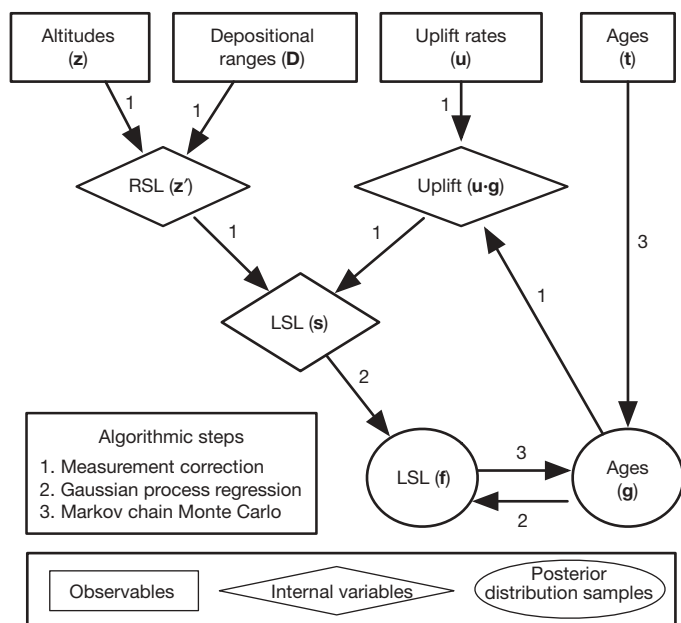 Altitudes
(z)
Depositional
ranges (D)
Uplift rates
(u)
Ages
(t)
1
1
1
RSL (z′)
Uplift (u·g)
3
1
1
1
LSL (s)
2
Algorithmic steps
1. Measurement correction
2. Gaussian process regression
3. Markov chain Monte Carlo
LSL (f)
3
Ages
(g)
2
Observables
Internal variables
Posterior
distribution samples